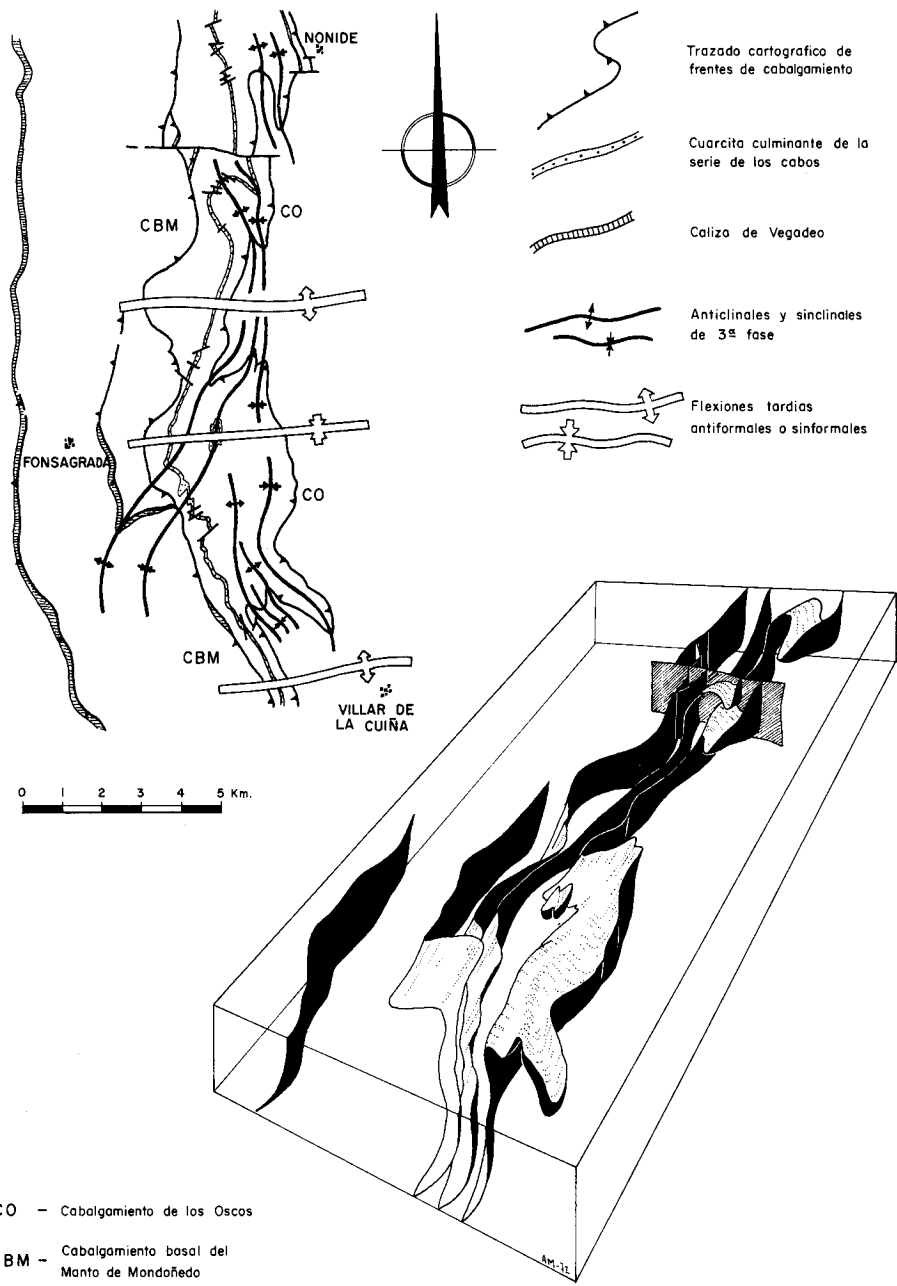 NONIDE
CBM
CO
FONSAGRADA
CO
CBM
VILLAR DE
LA CUIÑA
0 1 2 3 4 5 Km.
Trazado cartografico de
frentes de cabalgamiento
Cuarcita culminante de la
serie de los cabos
Caliza de Vegadeo
Anticlinales y sinclinales
de 3ª fase
Flexiones tardias
antiformales o sinformales
AM-72
CO – Cabalgamiento de los Oscos
BM – Cabalgamiento basal del
Manto de Mondoñedo